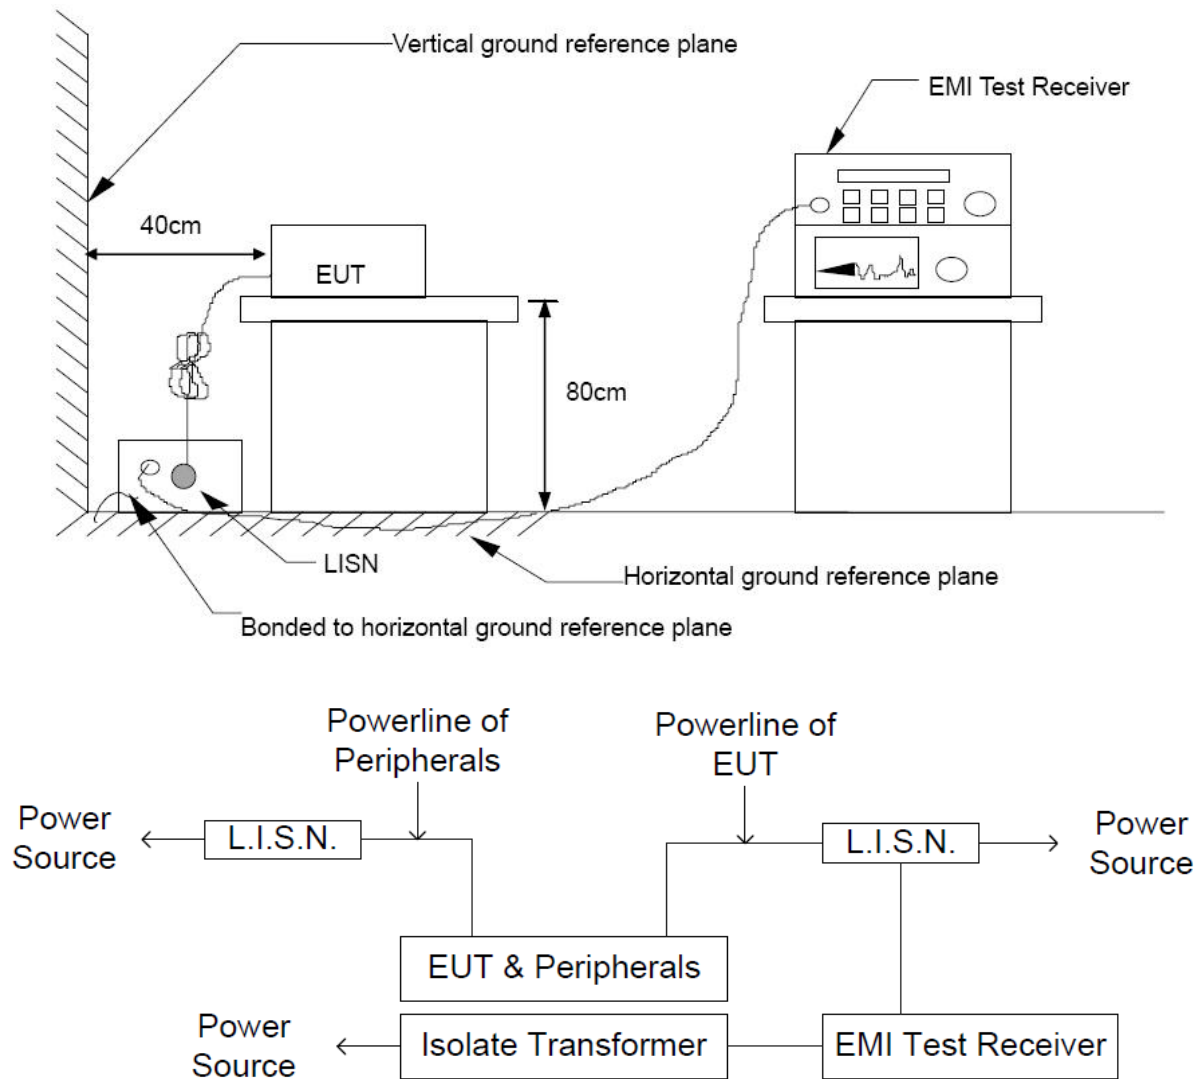 Vertical ground reference plane
EMI Test Receiver
40cm
EUT
80cm
LISN
Horizontal ground reference plane
Bonded to horizontal ground reference plane
Powerline of
Peripherals
Powerline of
EUT
Power
Source
L.I.S.N.
L.I.S.N.
Power
Source
EUT & Peripherals
Power
Source
Isolate Transformer
EMI Test Receiver